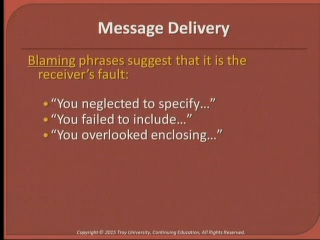 Message Delivery
Blaming phrases suggest that it is the
receiver's fault:
• "You neglected to specify…"
• "You failed to include…"
• "You overlooked enclosing…"
Copyright © 2015 Troy University, Continuing Education, All Rights Reserved.